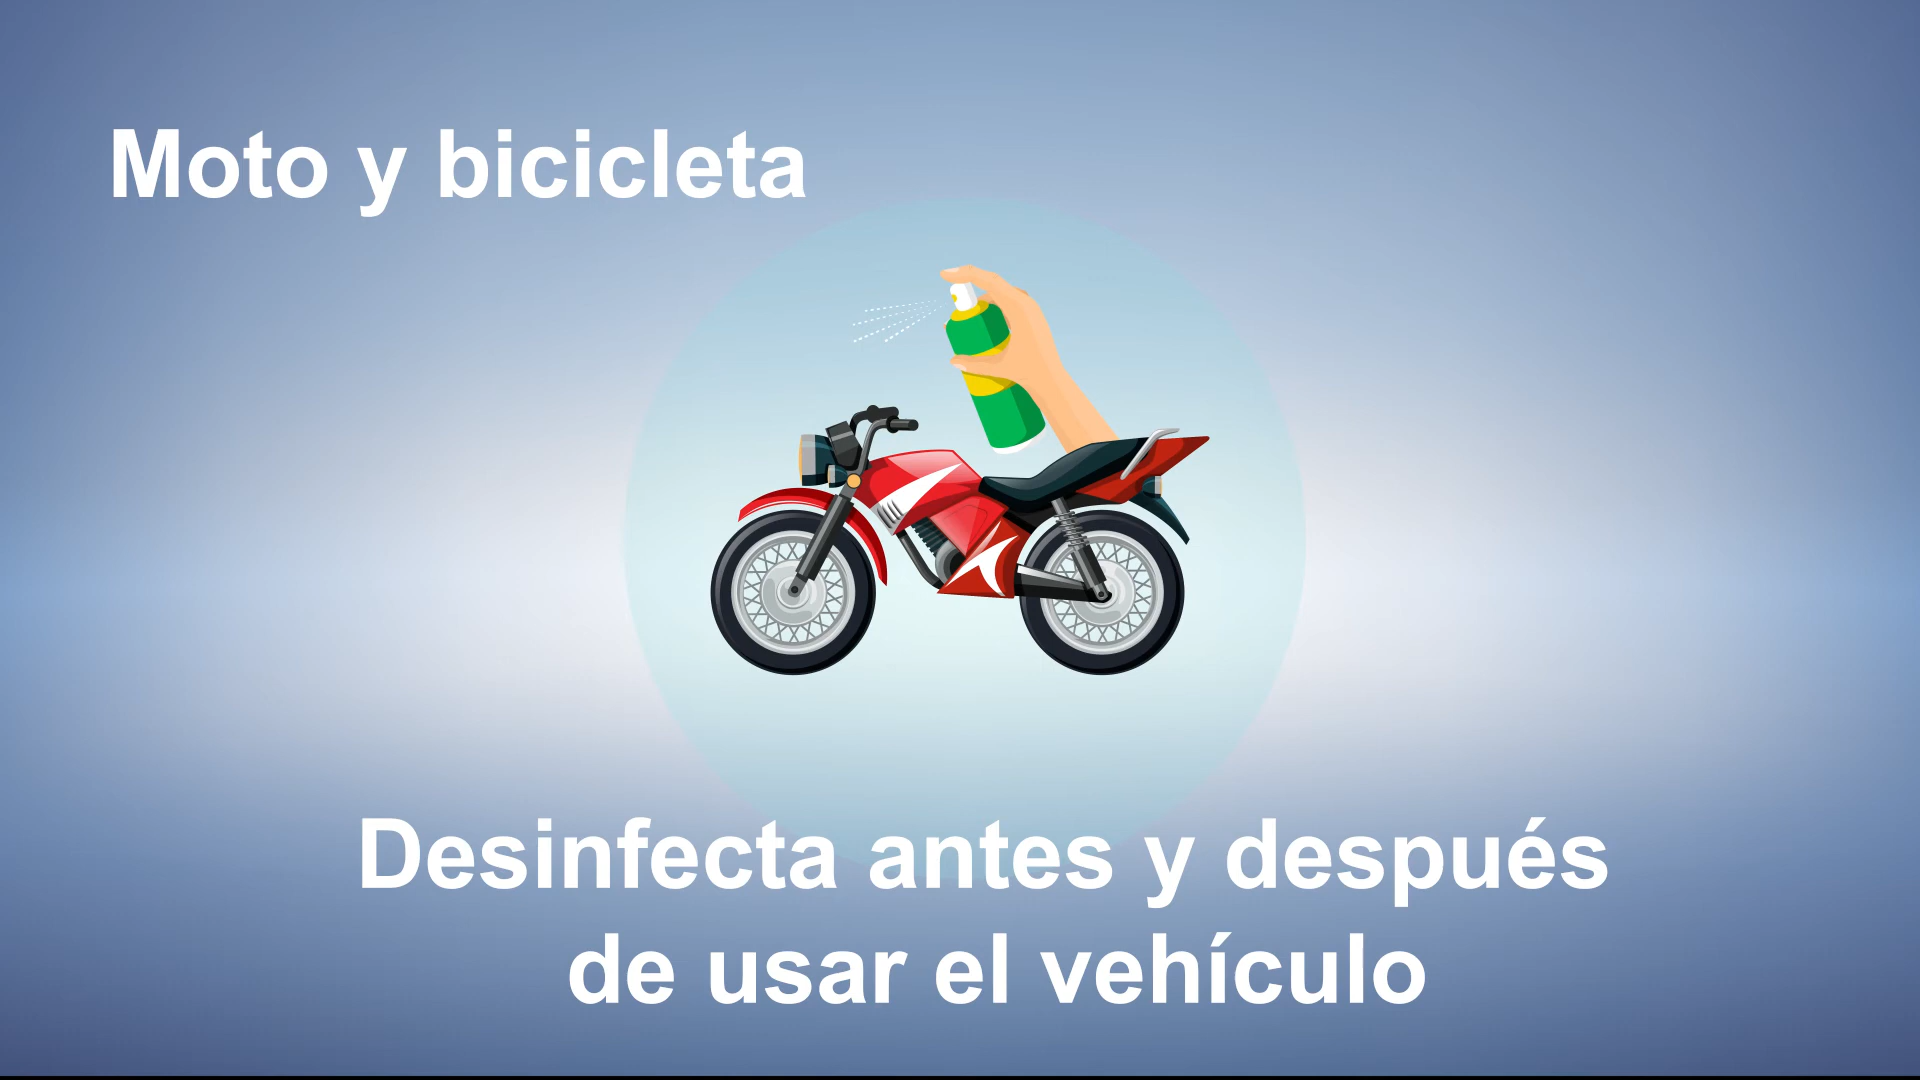 Moto y bicicleta
Desinfecta antes y después
de usar el vehículo